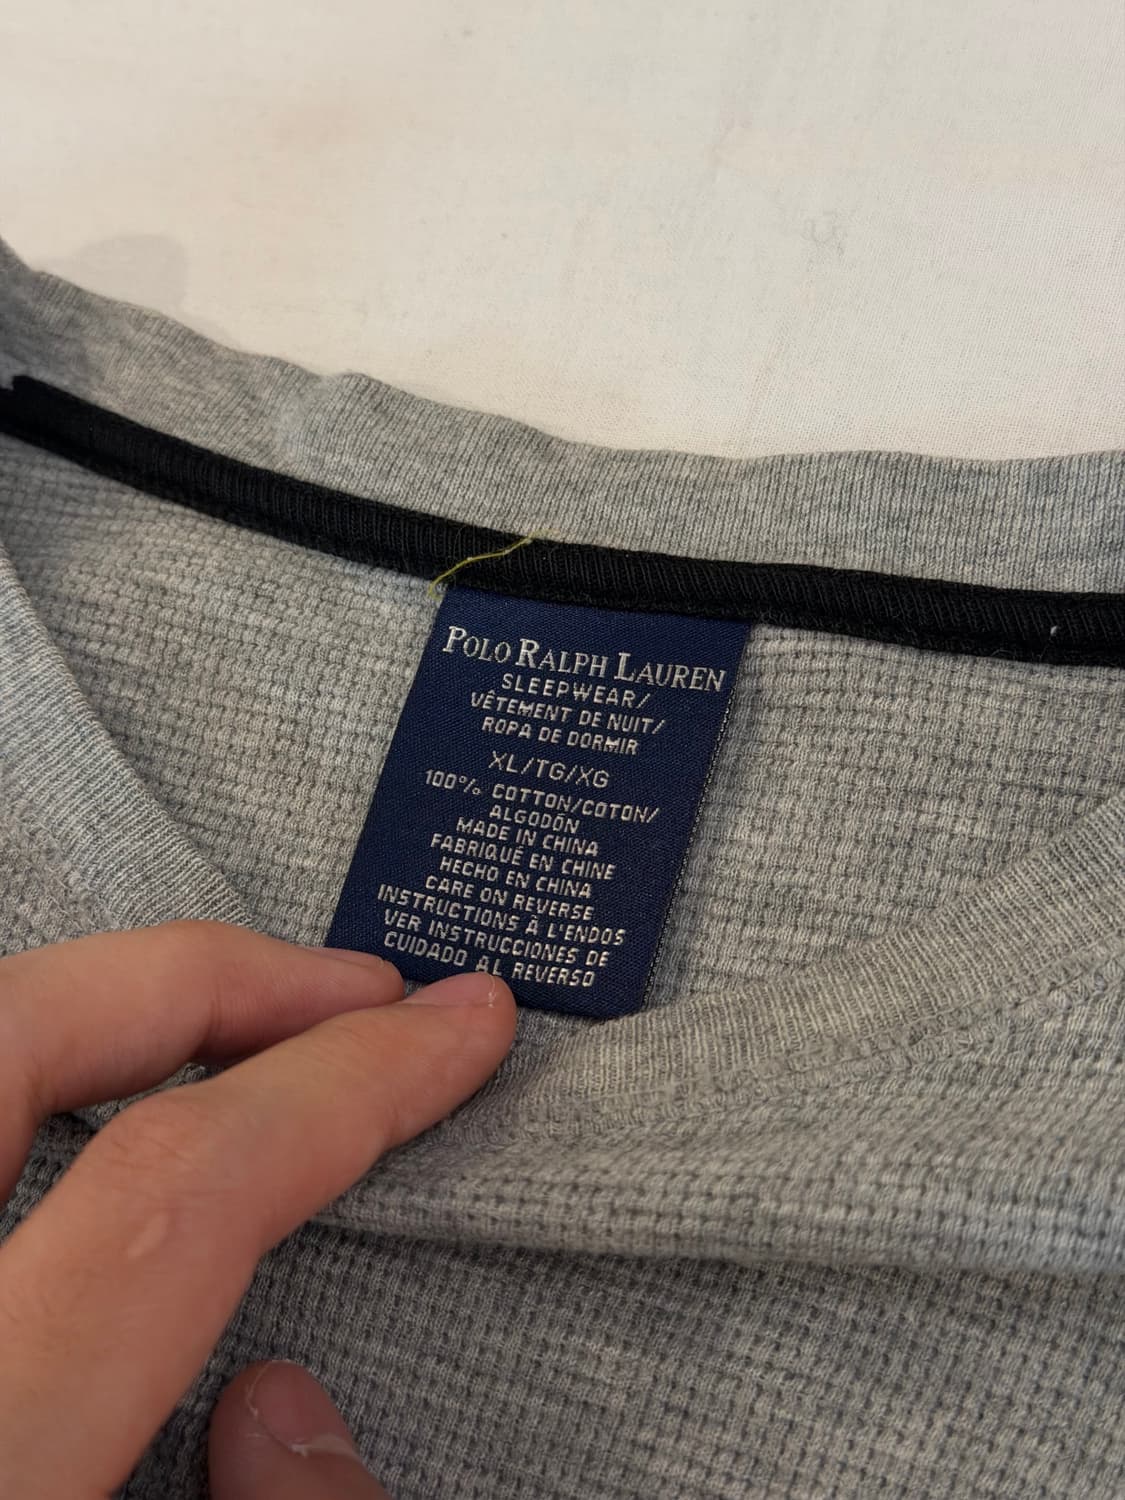 POLO RALPH LAUREN
SLEEPWEAR/
VÊTEMENT DE NUIT/
ROPA DE DORMIR
XL/TG/XG
100% COTTON/COTON/
ALGODÓN
MADE IN CHINA
FABRIQUÉ EN CHINE
HECHO EN CHINA
CARE ON REVERSE
INSTRUCTIONS À L'ENDOS
VER INSTRUCCIONES DE
CUIDADO AL REVERSO